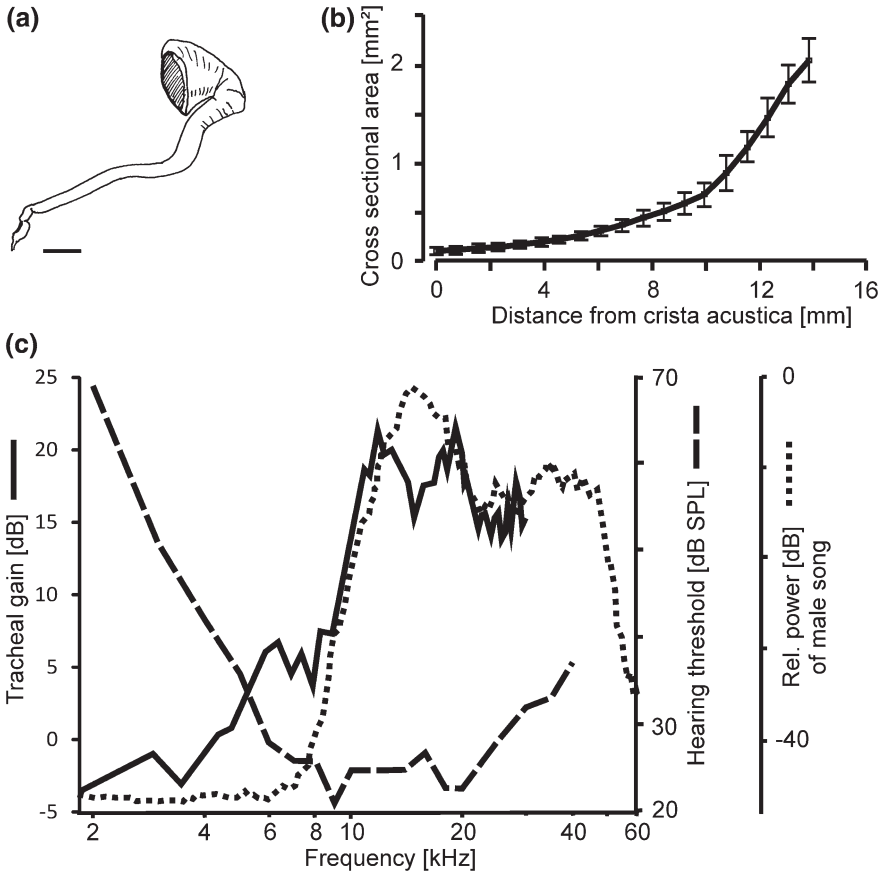 (a)
(b)
Cross sectional area [mm²]
2
1
0
0 4 8 12 16
Distance from crista acustica [mm]
(c)
Tracheal gain [dB]
25
20
15
10
5
0
-5
2 4 6 8 10 20 40 60
Frequency [kHz]
70
30
20
Hearing threshold [dB SPL]
0
-40
Rel. power [dB]
of male song